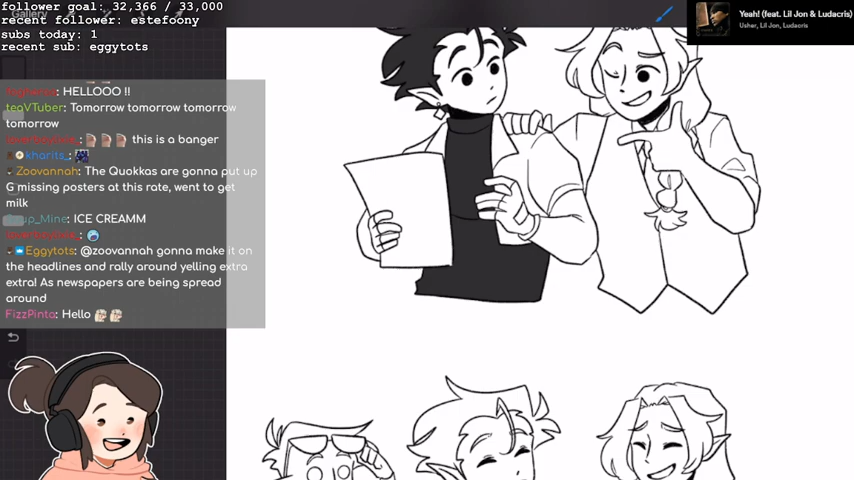 follower goal: 32,366 / 33,000
recent follower: estefoony
subs today: 1
recent sub: eggytots
Gallery
Yeah! (feat. Lil Jon & Ludacris)
Usher, Lil Jon, Ludacris
HELLOOO !!
teaVTuber: Tomorrow tomorrow tomorrow
tomorrow
this is a banger
kharits_:
Zoovannah: The Quokkas are gonna put up
G missing posters at this rate, went to get
milk
ICE CREAMM
Eggytots: @zoovannah gonna make it on
the headlines and rally around yelling extra
extra! As newspapers are being spread
around
FizzPinta: Hello